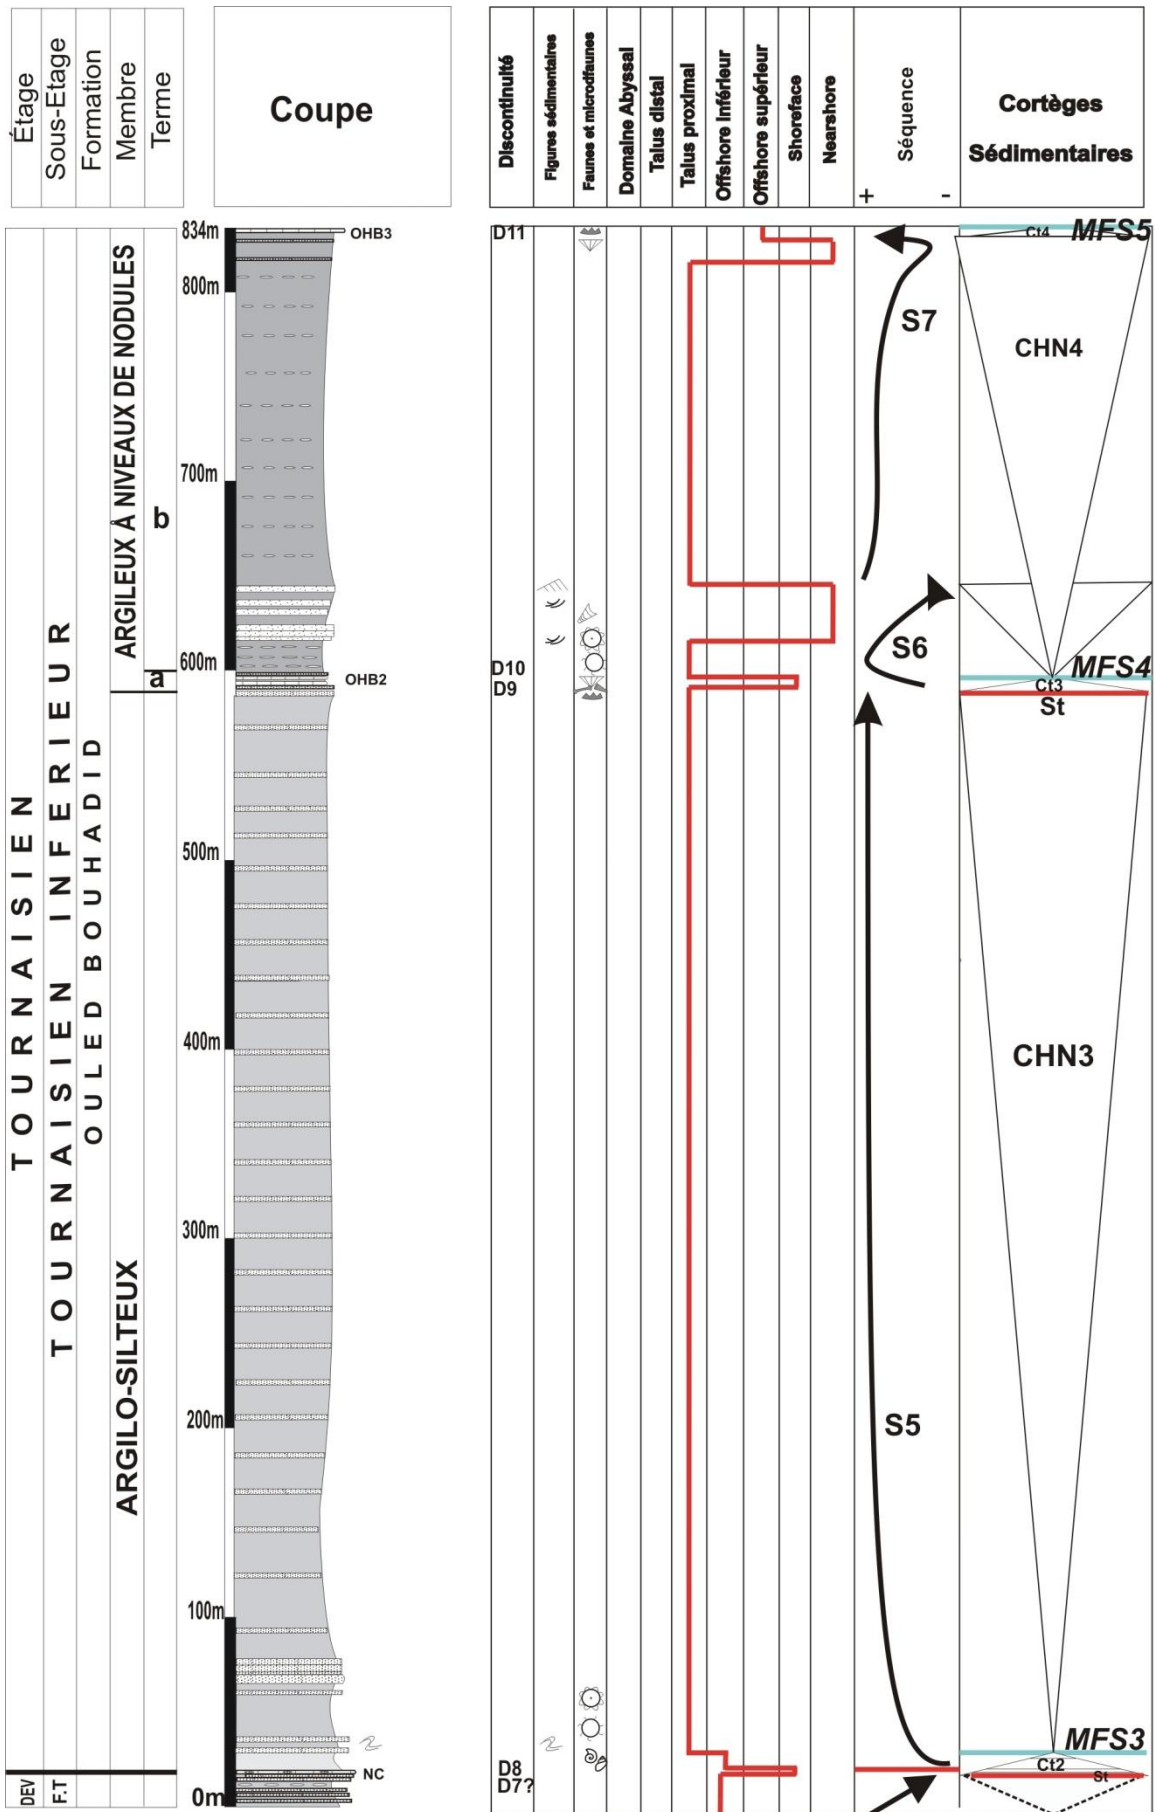 Étage
Sous-Etage
Formation
Membre
Terme
Coupe
Discontinuité
Figures sédimentaires
Faunes et microdfaunes
Domaine Abyssal
Talus distal
Talus proximal
Offshore inférieur
Offshore supérieur
Shoreface
Nearshore
Séquence
+ -
Cortèges
Sédimentaires
TOURNAISIEN
TOURNAISIEN INFERIEUR
OULED BOUHADID
ARGILEUX À NIVEAUX DE NODULES
ARGILO-SILTEUX
b
a
DEV
F.T
834m
800m
700m
600m
500m
400m
300m
200m
100m
0m
OHB3
OHB2
NC
D11
D10
D9
D8
D7?
S7
S6
S5
Ct4
MFS5
CHN4
MFS4
Ct3
St
CHN3
MFS3
Ct2
St